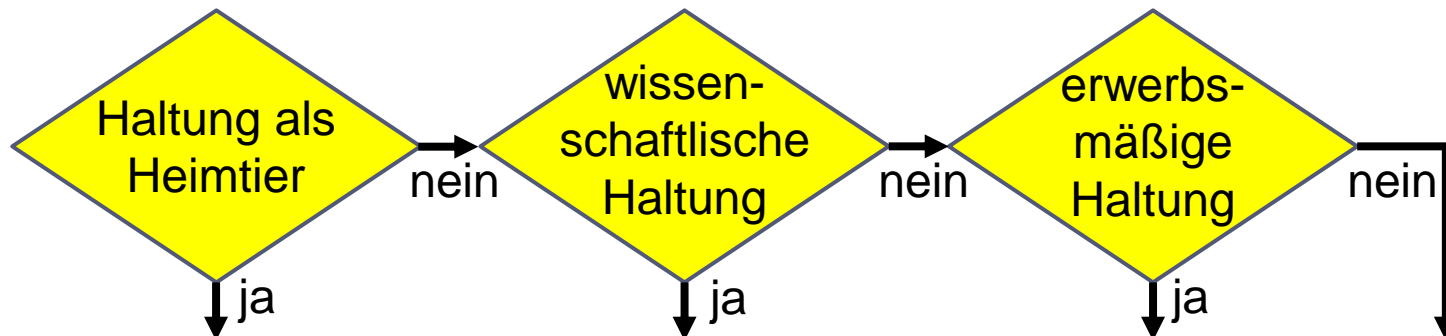 Haltung als
Heimtier
nein
ja
wissen-
schaftlische
Haltung
nein
ja
erwerbs-
mäßige
Haltung
nein
ja